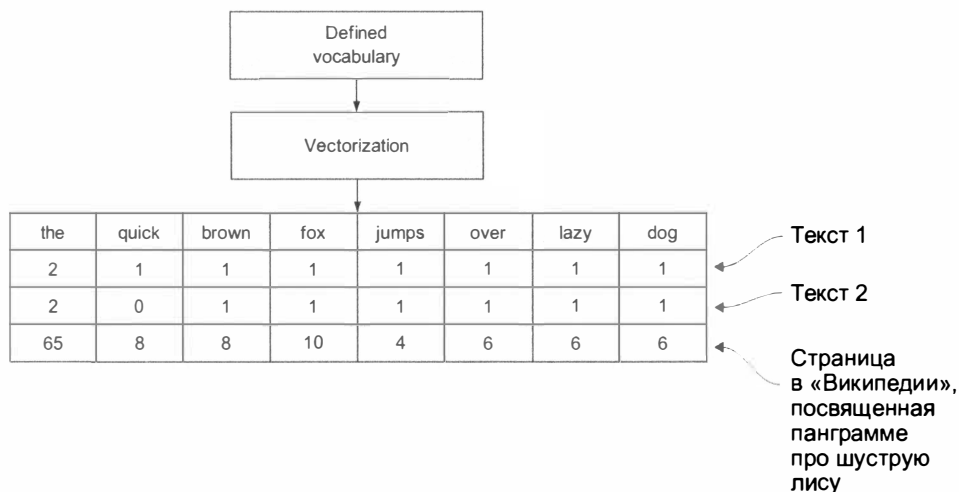 Defined
vocabulary
Vectorization
the quick brown fox jumps over lazy dog
2 1 1 1 1 1 1 1
2 0 1 1 1 1 1 1
65 8 8 10 4 6 6 6
Текст 1
Текст 2
Страница
в «Википедии»,
посвященная
панграмме
про шуструю
лису